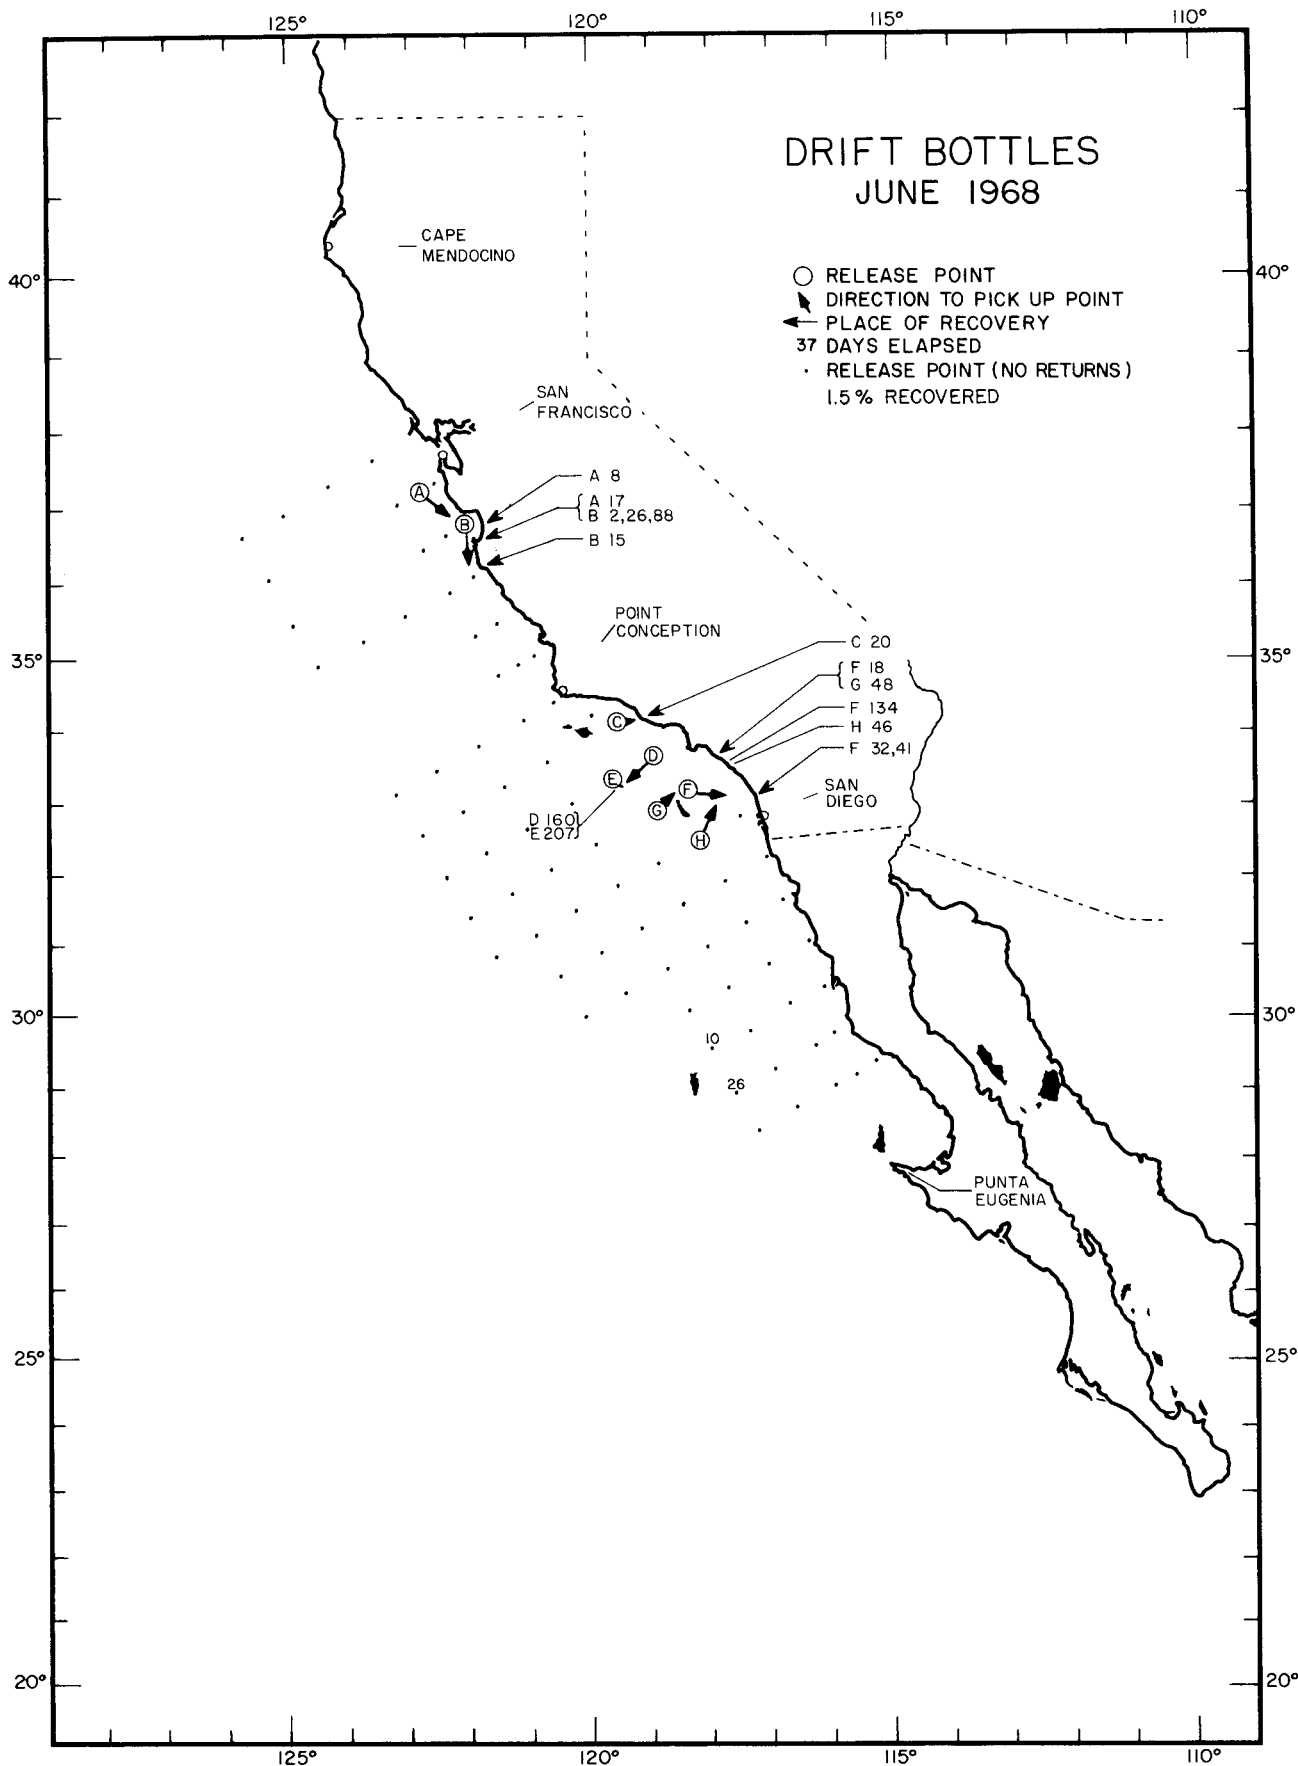 125° 120° 115° 110°
DRIFT BOTTLES
JUNE 1968
CAPE
MENDOCINO
40° 40°
RELEASE POINT
DIRECTION TO PICK UP POINT
PLACE OF RECOVERY
37 DAYS ELAPSED
RELEASE POINT (NO RETURNS)
1.5% RECOVERED
SAN
FRANCISCO
A 8
A
A 17
B 2,26,88
B
B 15
POINT
CONCEPTION
C 20
35° 35°
F 18
G 48
F 134
C
H 46
F 32,41
D
E
SAN
DIEGO
F
G
D 160
E 207
H
30° 30°
10
26
PUNTA
EUGENIA
25° 25°
20° 20°
125° 120° 115° 110°